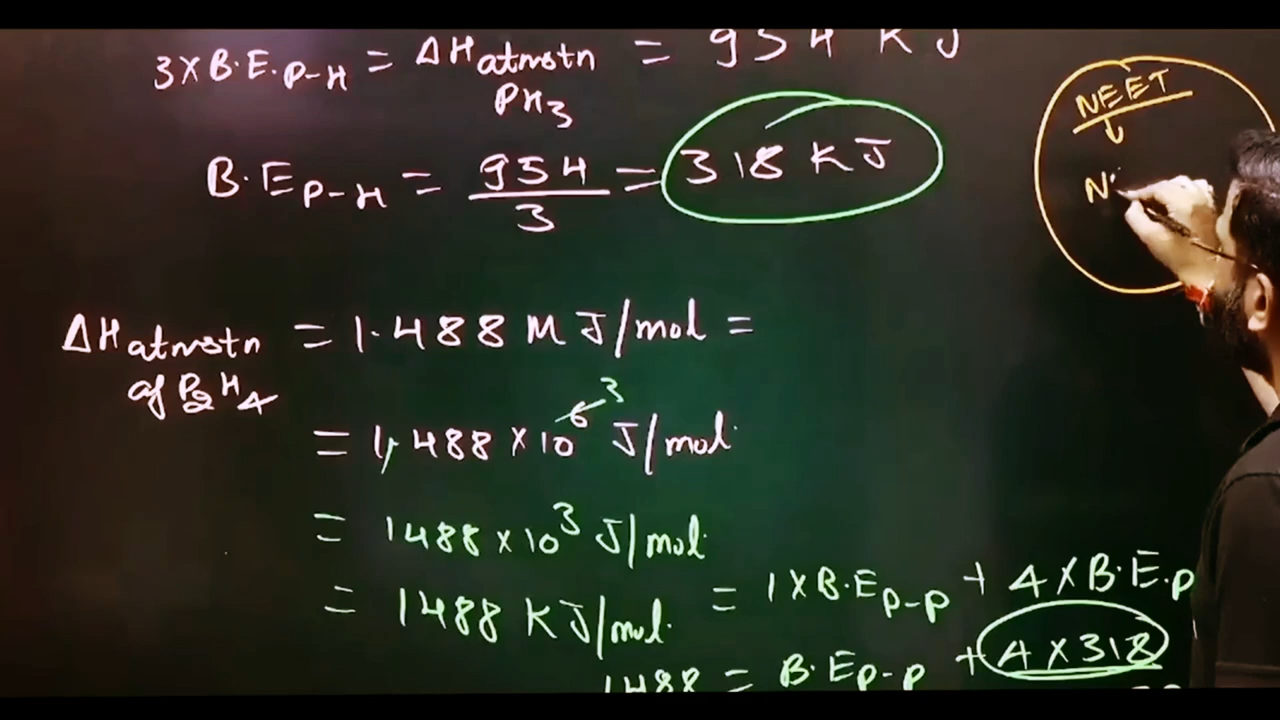 3 × B.E.P-H = ΔHatmstn = 954 KJ
PH3
B.EP-H = 954 = 318 KJ
3
NEET
↓
N
ΔHatmstn = 1.488 MJ/mol =
of P2H4
= 1,488 × 10^6 3 J/mol.
= 1488 × 10^3 J/mol.
= 1488 KJ/mol. = 1 × B.EP-P + 4 × B.E.P
1488 = B.EP-P + 4 × 318